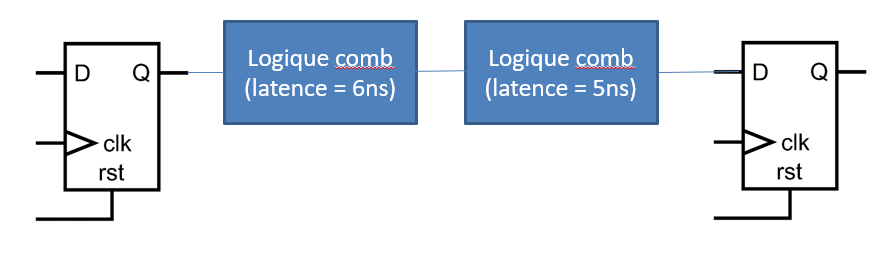 D Q
clk
rst
Logique comb
(latence = 6ns)
Logique comb
(latence = 5ns)
D Q
clk
rst